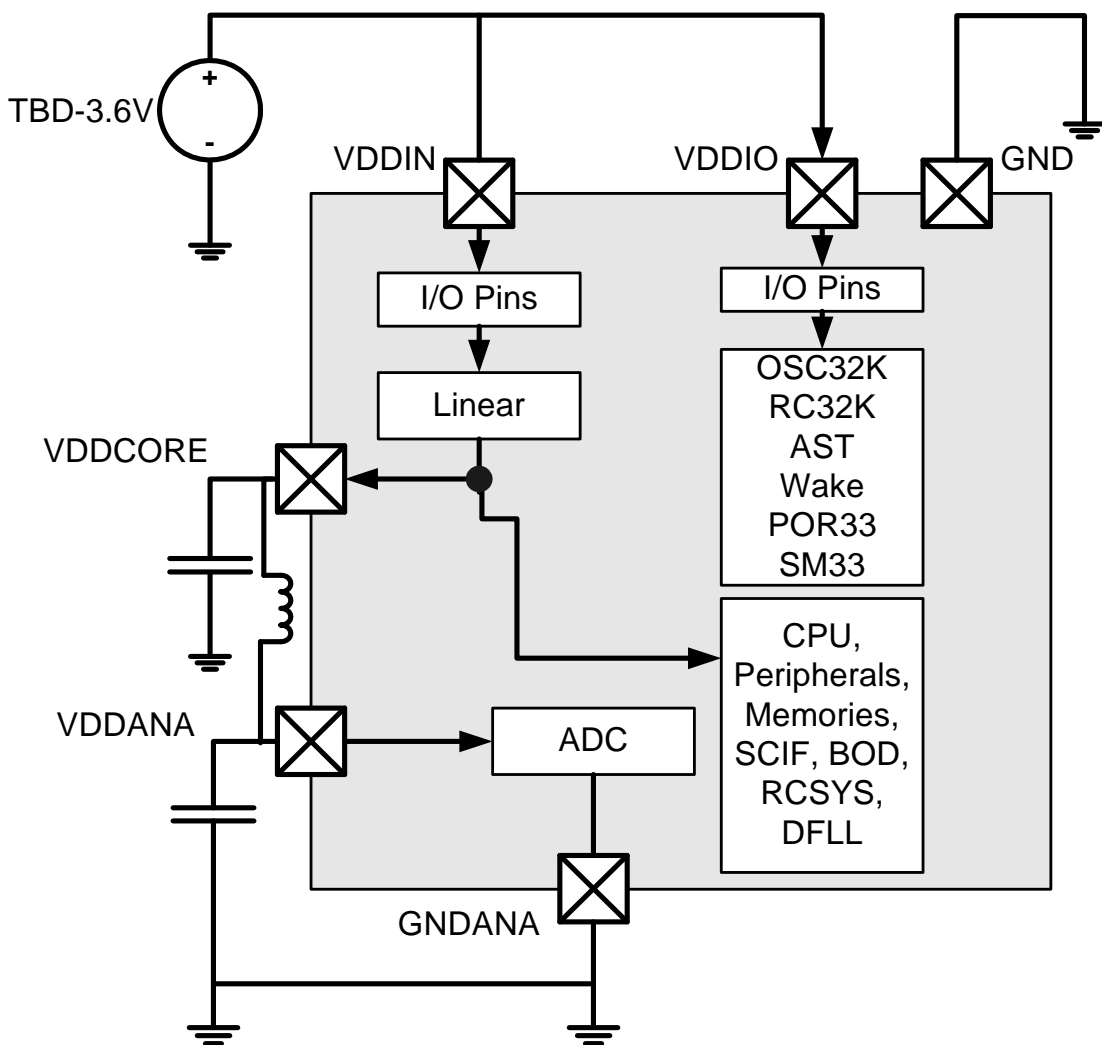 +
TBD-3.6V
-
VDDIN
VDDIO
GND
I/O Pins
I/O Pins
Linear
OSC32K
RC32K
AST
Wake
POR33
SM33
VDDCORE
CPU,
Peripherals,
Memories,
SCIF, BOD,
RCSYS,
DFLL
VDDANA
ADC
GNDANA